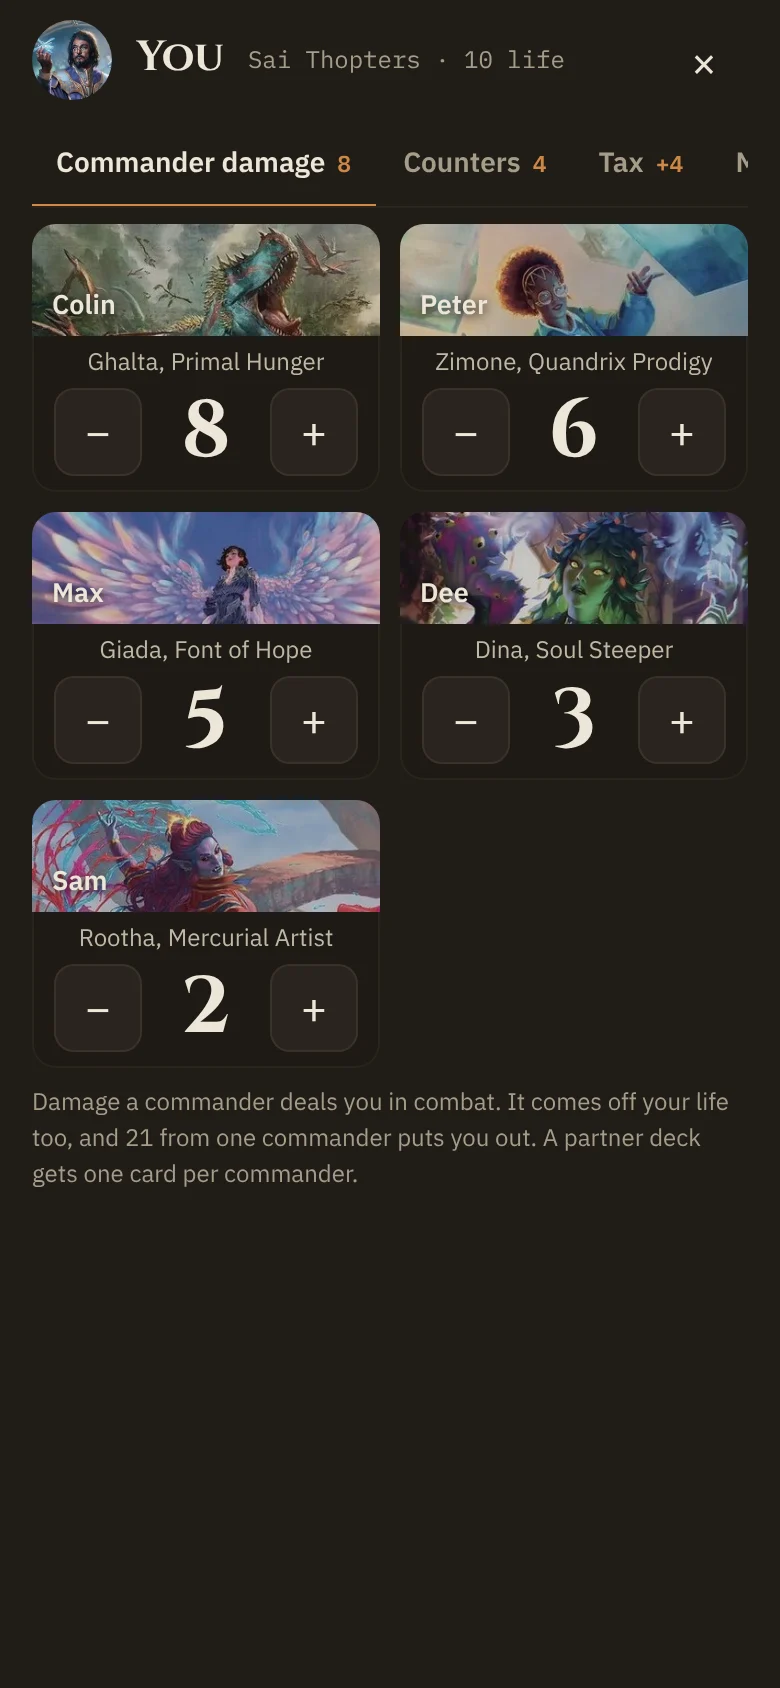 YOU Sai Thopters · 10 life ×
Commander damage 8 Counters 4 Tax +4
Colin
Ghalta, Primal Hunger
− 8 +
Peter
Zimone, Quandrix Prodigy
− 6 +
Max
Giada, Font of Hope
− 5 +
Dee
Dina, Soul Steeper
− 3 +
Sam
Rootha, Mercurial Artist
− 2 +
Damage a commander deals you in combat. It comes off your life
too, and 21 from one commander puts you out. A partner deck
gets one card per commander.